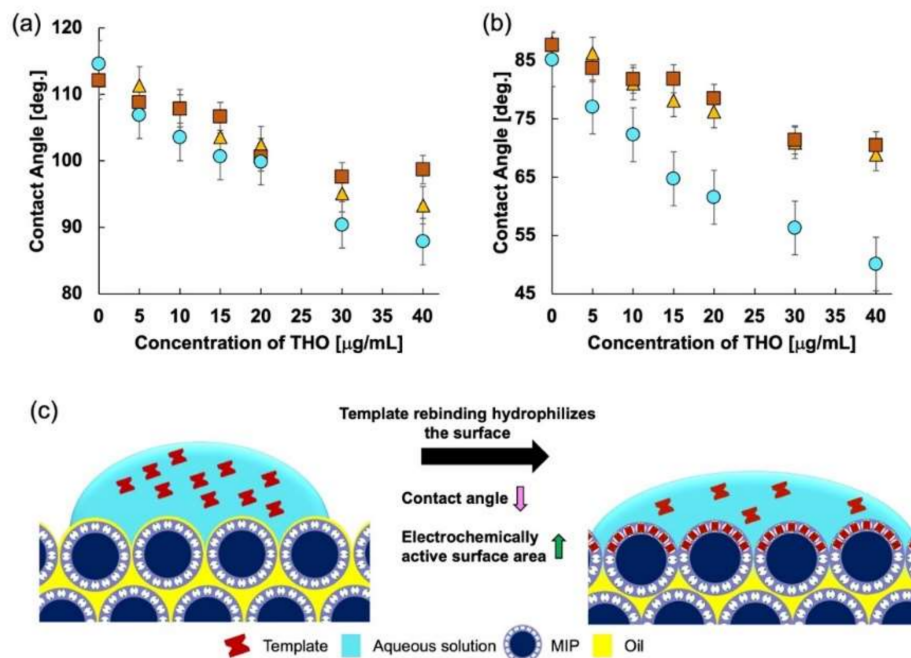 (a)
120
110
100
90
80
Contact Angle [deg.]
0 5 10 15 20 25 30 35 40
Concentration of THO [μg/mL]
(b)
85
75
65
55
45
Contact Angle [deg.]
0 5 10 15 20 25 30 35 40
Concentration of THO [μg/mL]
(c)
Template rebinding hydrophilizes
the surface
Contact angle
Electrochemically
active surface area
Template Aqueous solution MIP Oil